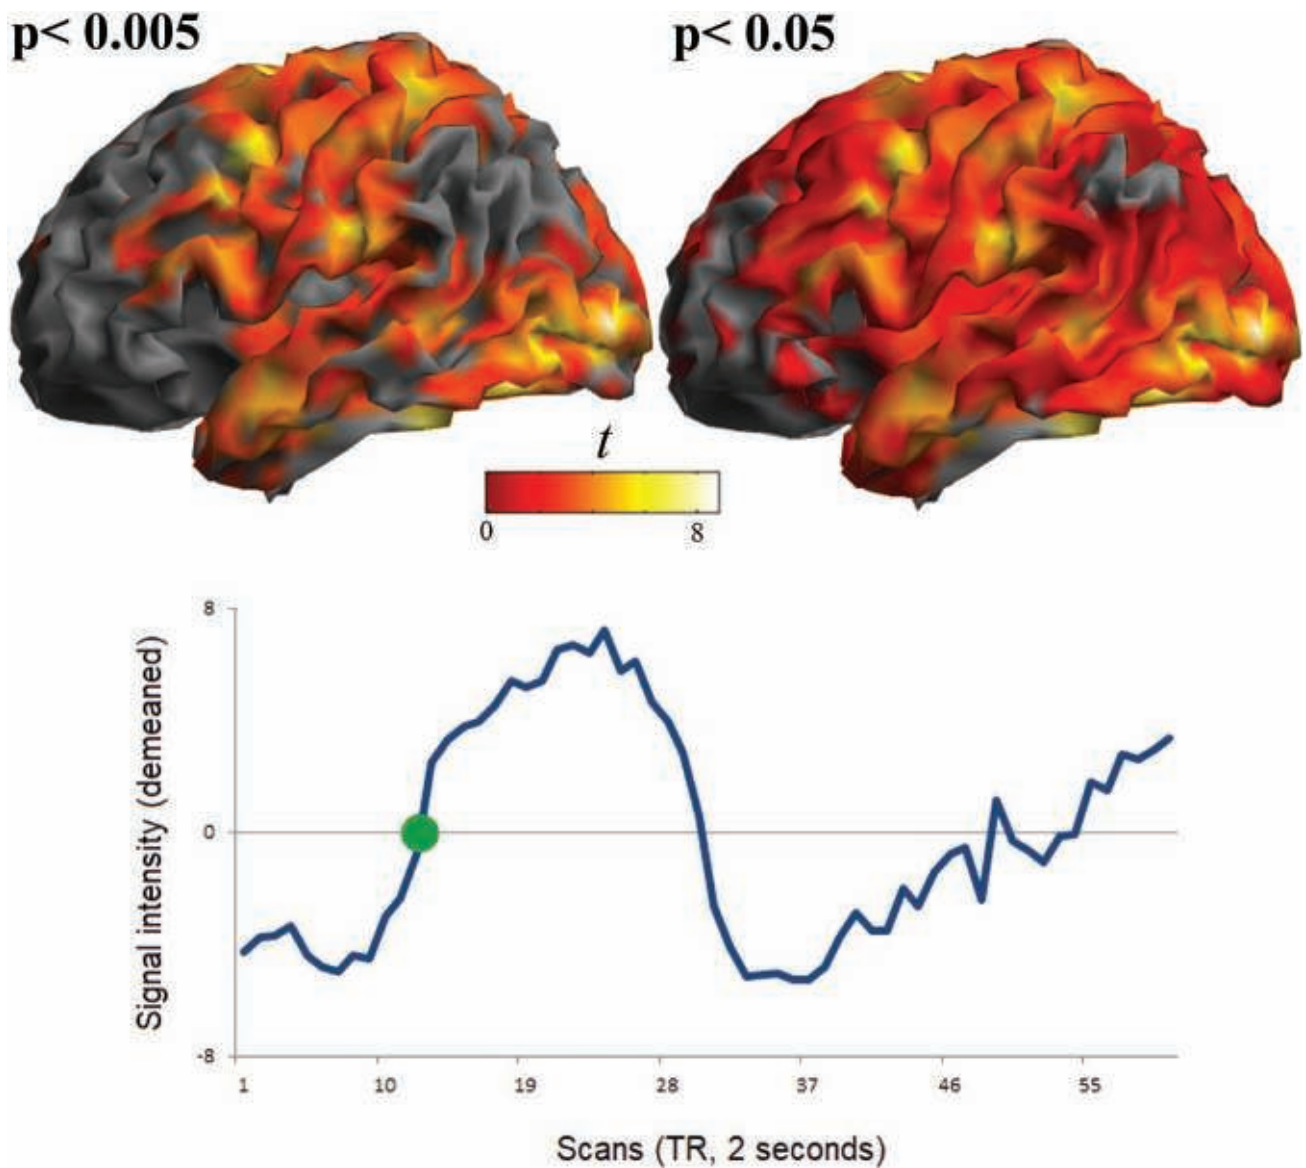 p< 0.005
p< 0.05
t
0 8
Signal intensity (demeaned)
8
0
-8
1 10 19 28 37 46 55
Scans (TR, 2 seconds)